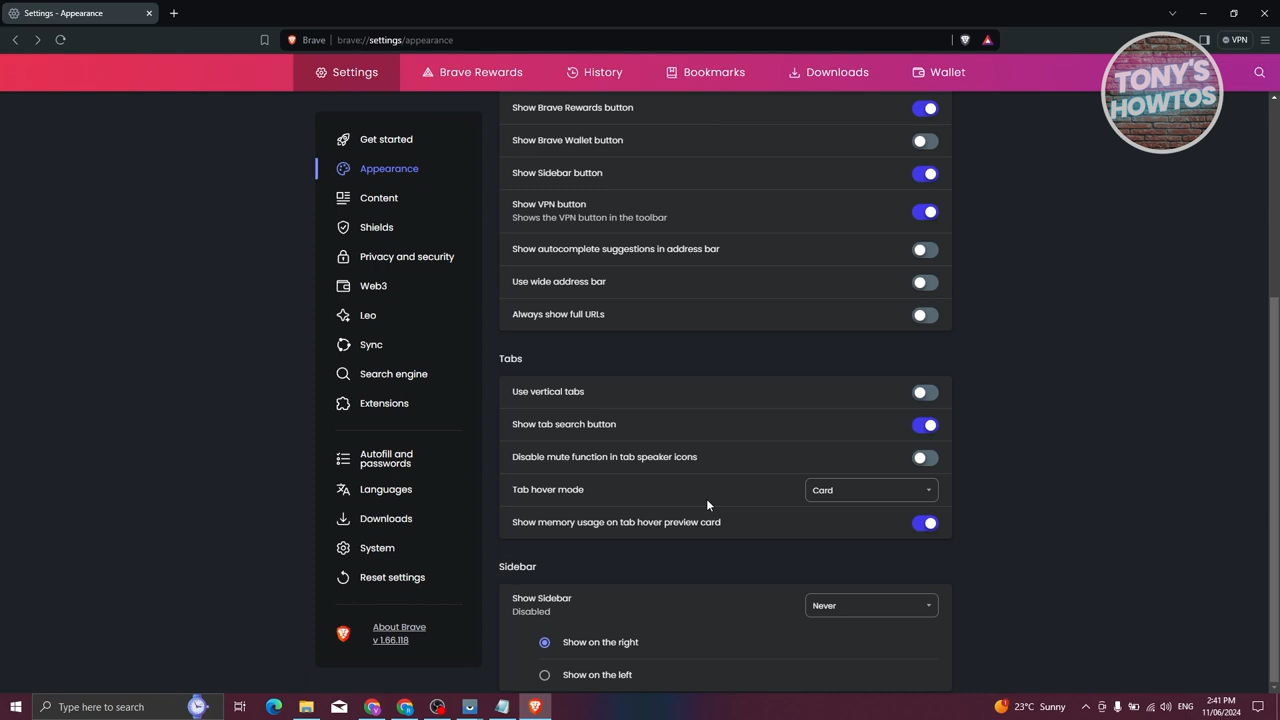 Settings - Appearance
Brave
brave://settings/appearance
VPN
Settings
Brave Rewards
History
Bookmarks
Downloads
Wallet
TONY'S
HOWTOS
Get started
Appearance
Content
Shields
Privacy and security
Web3
Leo
Sync
Search engine
Extensions
Autofill and
passwords
Languages
Downloads
System
Reset settings
About Brave
v 1.66.118
Show Brave Rewards button
Show Brave Wallet button
Show Sidebar button
Show VPN button
Shows the VPN button in the toolbar
Show autocomplete suggestions in address bar
Use wide address bar
Always show full URLs
Tabs
Use vertical tabs
Show tab search button
Disable mute function in tab speaker icons
Tab hover mode
Card
Show memory usage on tab hover preview card
Sidebar
Show Sidebar
Disabled
Never
Show on the right
Show on the left
Type here to search
23°C Sunny
ENG
2:41 PM
11/06/2024